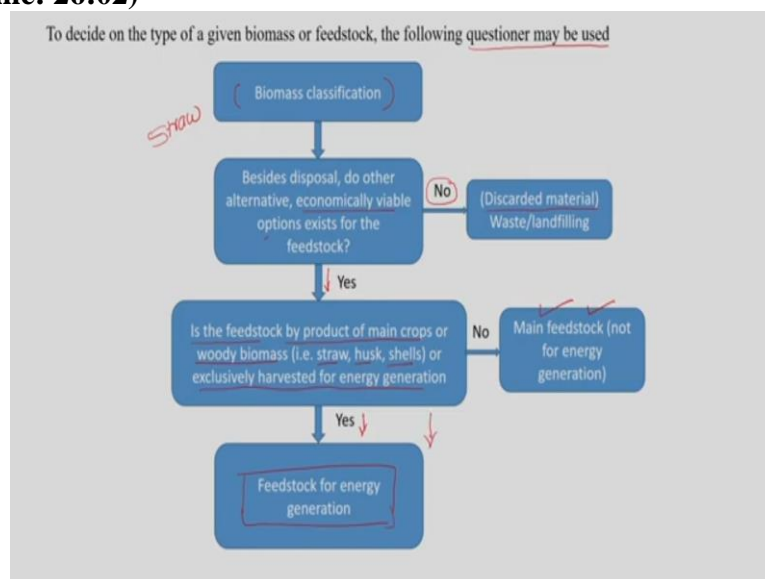 To decide on the type of a given biomass or feedstock, the following questioner may be used
Straw
( Biomass classification )
Besides disposal, do other
alternative, economically viable
options exists for the
feedstock?
No
(Discarded material)
Waste/landfilling
Yes
Is the feedstock by product of main crops or
woody biomass (i.e. straw, husk, shells) or
exclusively harvested for energy generation
No
Main feedstock (not
for energy
generation)
Yes
Feedstock for energy
generation